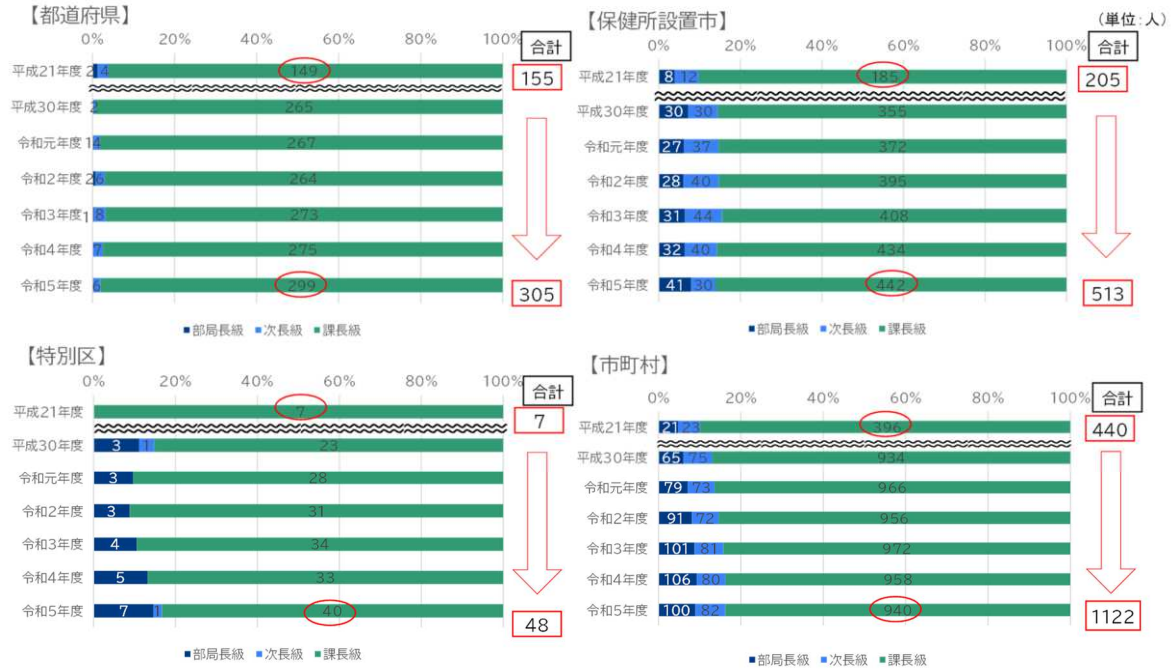 【都道府県】
0% 20% 40% 60% 80% 100% 合計
平成21年度 2 4 149 155
平成30年度 2 265
令和元年度 1 4 267
令和2年度 2 6 264
令和3年度 1 8 273
令和4年度 7 275
令和5年度 6 299 305
■部局長級 ■次長級 ■課長級
【保健所設置市】 (単位:人)
0% 20% 40% 60% 80% 100% 合計
平成21年度 8 12 185 205
平成30年度 30 30 355
令和元年度 27 37 372
令和2年度 28 40 395
令和3年度 31 44 408
令和4年度 32 40 434
令和5年度 41 30 442 513
■部局長級 ■次長級 ■課長級
【特別区】
0% 20% 40% 60% 80% 100% 合計
平成21年度 7 7
平成30年度 3 1 23
令和元年度 3 28
令和2年度 3 31
令和3年度 4 34
令和4年度 5 33
令和5年度 7 1 40 48
■部局長級 ■次長級 ■課長級
【市町村】
0% 20% 40% 60% 80% 100% 合計
平成21年度 21 23 396 440
平成30年度 65 75 934
令和元年度 79 73 966
令和2年度 91 72 956
令和3年度 101 81 972
令和4年度 106 80 958
令和5年度 100 82 940 1122
■部局長級 ■次長級 ■課長級